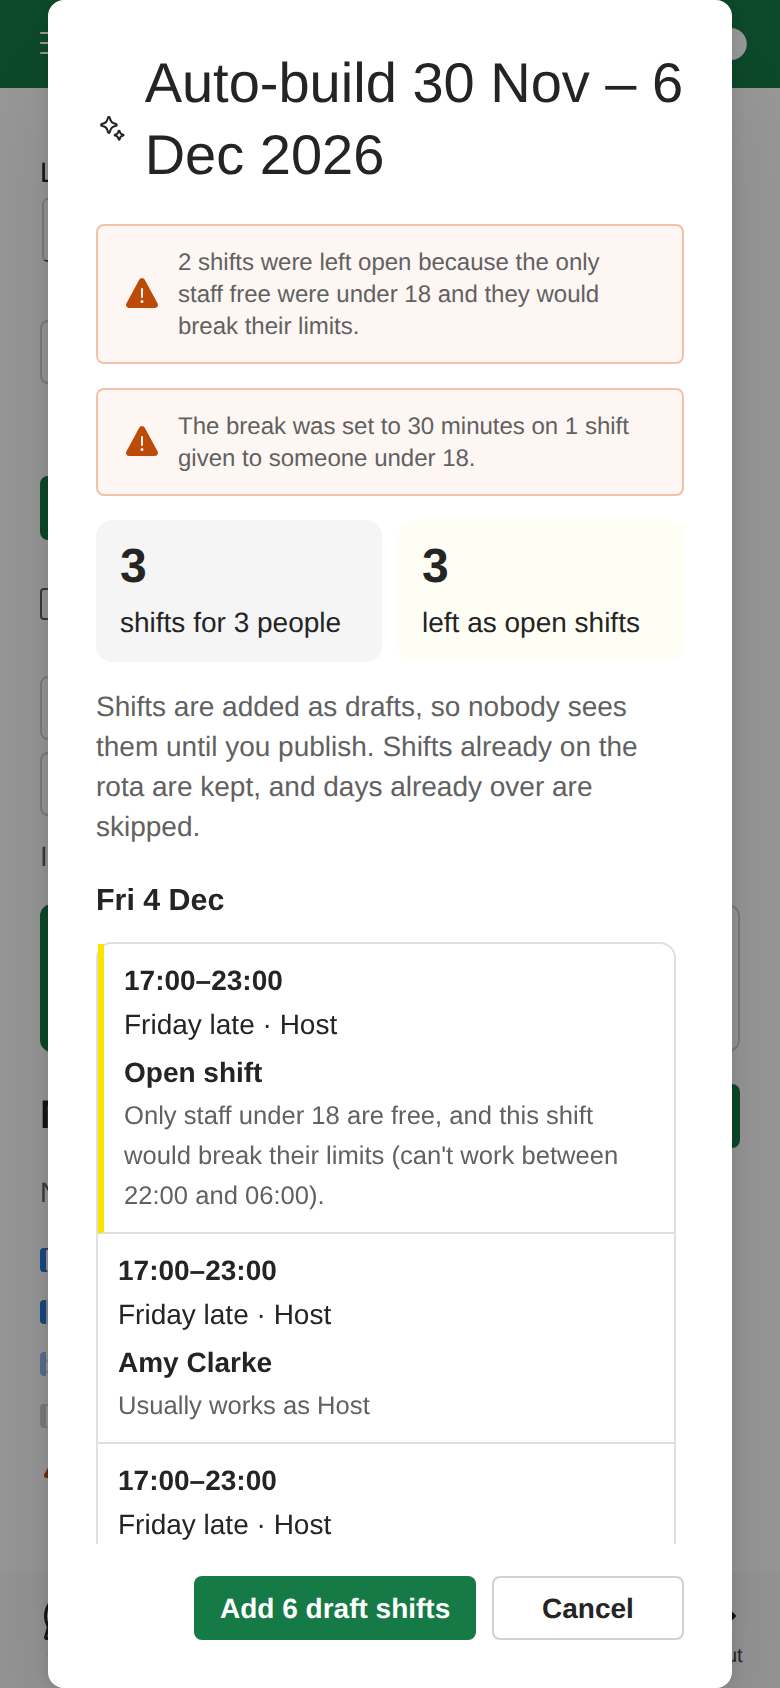 Auto-build 30 Nov – 6
Dec 2026
2 shifts were left open because the only
staff free were under 18 and they would
break their limits.
The break was set to 30 minutes on 1 shift
given to someone under 18.
3
shifts for 3 people
3
left as open shifts
Shifts are added as drafts, so nobody sees
them until you publish. Shifts already on the
rota are kept, and days already over are
skipped.
Fri 4 Dec
17:00–23:00
Friday late · Host
Open shift
Only staff under 18 are free, and this shift
would break their limits (can't work between
22:00 and 06:00).
17:00–23:00
Friday late · Host
Amy Clarke
Usually works as Host
17:00–23:00
Friday late · Host
Add 6 draft shifts
Cancel